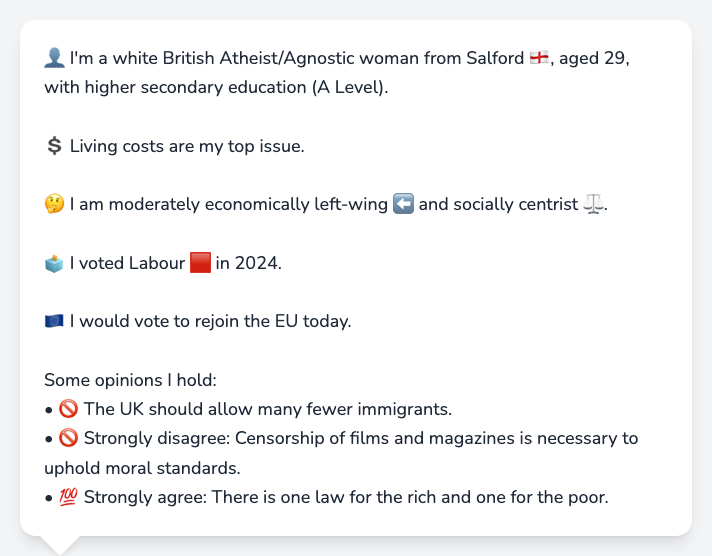 👤 I'm a white British Atheist/Agnostic woman from Salford 🏴󠁧󠁢󠁥󠁮󠁧󠁿, aged 29,
with higher secondary education (A Level).
💲 Living costs are my top issue.
🤔 I am moderately economically left-wing ⬅️ and socially centrist ⚖️.
🗳️ I voted Labour 🟥 in 2024.
🇪🇺 I would vote to rejoin the EU today.
Some opinions I hold:
• 🚫 The UK should allow many fewer immigrants.
• 🚫 Strongly disagree: Censorship of films and magazines is necessary to
uphold moral standards.
• 💯 Strongly agree: There is one law for the rich and one for the poor.